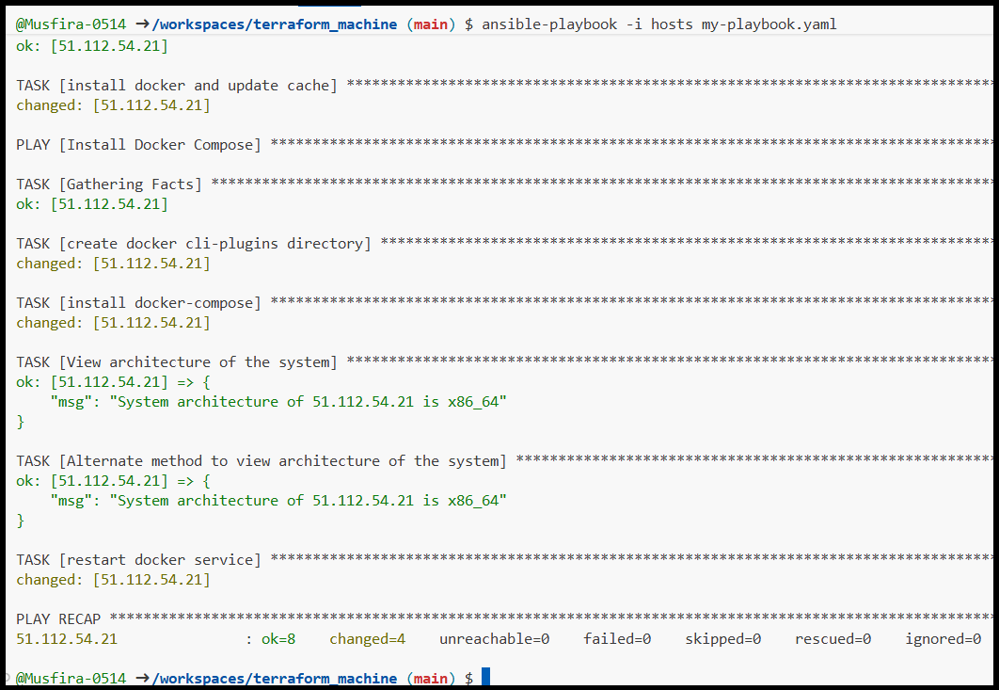 @Musfira-0514 ➜/workspaces/terraform_machine (main) $ ansible-playbook -i hosts my-playbook.yaml
ok: [51.112.54.21]
TASK [install docker and update cache] ****************************************************************************
changed: [51.112.54.21]
PLAY [Install Docker Compose] *************************************************************************************
TASK [Gathering Facts] ********************************************************************************************
ok: [51.112.54.21]
TASK [create docker cli-plugins directory] ************************************************************************
changed: [51.112.54.21]
TASK [install docker-compose] *************************************************************************************
changed: [51.112.54.21]
TASK [View architecture of the system] ****************************************************************************
ok: [51.112.54.21] => {
    "msg": "System architecture of 51.112.54.21 is x86_64"
}
TASK [Alternate method to view architecture of the system] ********************************************************
ok: [51.112.54.21] => {
    "msg": "System architecture of 51.112.54.21 is x86_64"
}
TASK [restart docker service] *************************************************************************************
changed: [51.112.54.21]
PLAY RECAP ********************************************************************************************************
51.112.54.21               : ok=8    changed=4    unreachable=0    failed=0    skipped=0    rescued=0    ignored=0
@Musfira-0514 ➜/workspaces/terraform_machine (main) $